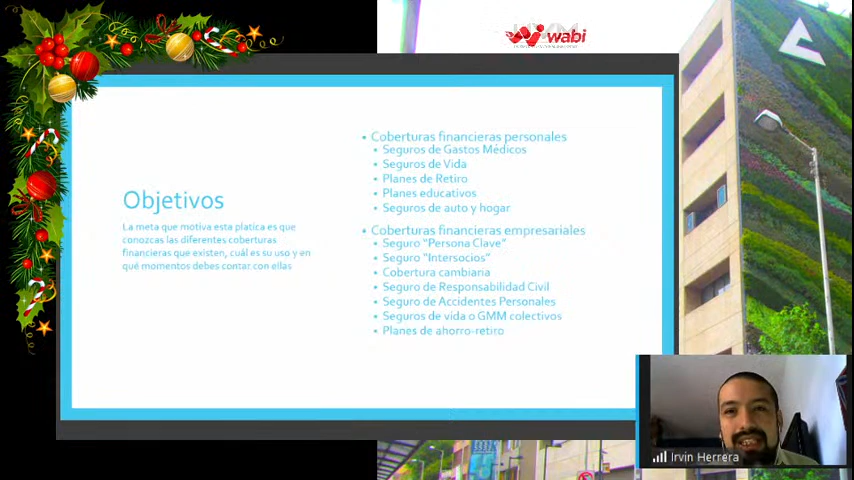 wabi
Objetivos
La meta que motiva esta platica es que
conozcas las diferentes coberturas
financieras que existen, cuál es su uso y en
qué momentos debes contar con ellas
• Coberturas financieras personales
• Seguros de Gastos Médicos
• Seguros de Vida
• Planes de Retiro
• Planes educativos
• Seguros de auto y hogar
• Coberturas financieras empresariales
• Seguro "Persona Clave"
• Seguro "Intersocios"
• Cobertura cambiaria
• Seguro de Responsabilidad Civil
• Seguro de Accidentes Personales
• Seguros de vida o GMM colectivos
• Planes de ahorro-retiro
Irvin Herrera